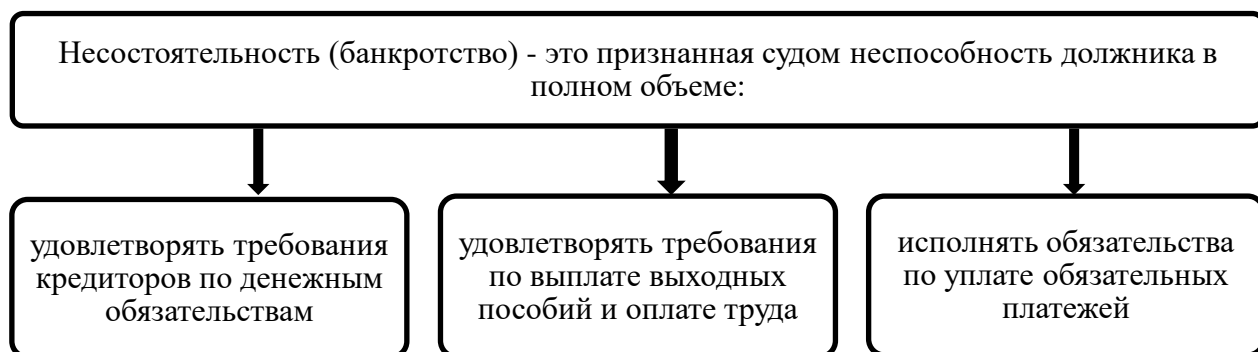 Несостоятельность (банкротство) - это признанная судом неспособность должника в
полном объеме:
удовлетворять требования
кредиторов по денежным
обязательствам
удовлетворять требования
по выплате выходных
пособий и оплате труда
исполнять обязательства
по уплате обязательных
платежей